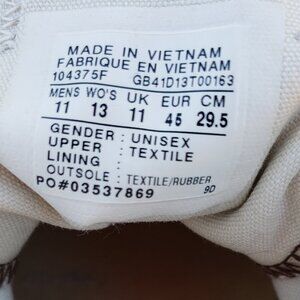 MADE IN VIETNAM
FABRIQUE EN VIETNAM
104375F GB41D13T00163
MENS WO'S UK EUR CM
11 13 11 45 29.5
GENDER : UNISEX
UPPER : TEXTILE
LINING :
OUTSOLE : TEXTILE/RUBBER
PO#03537869 9D